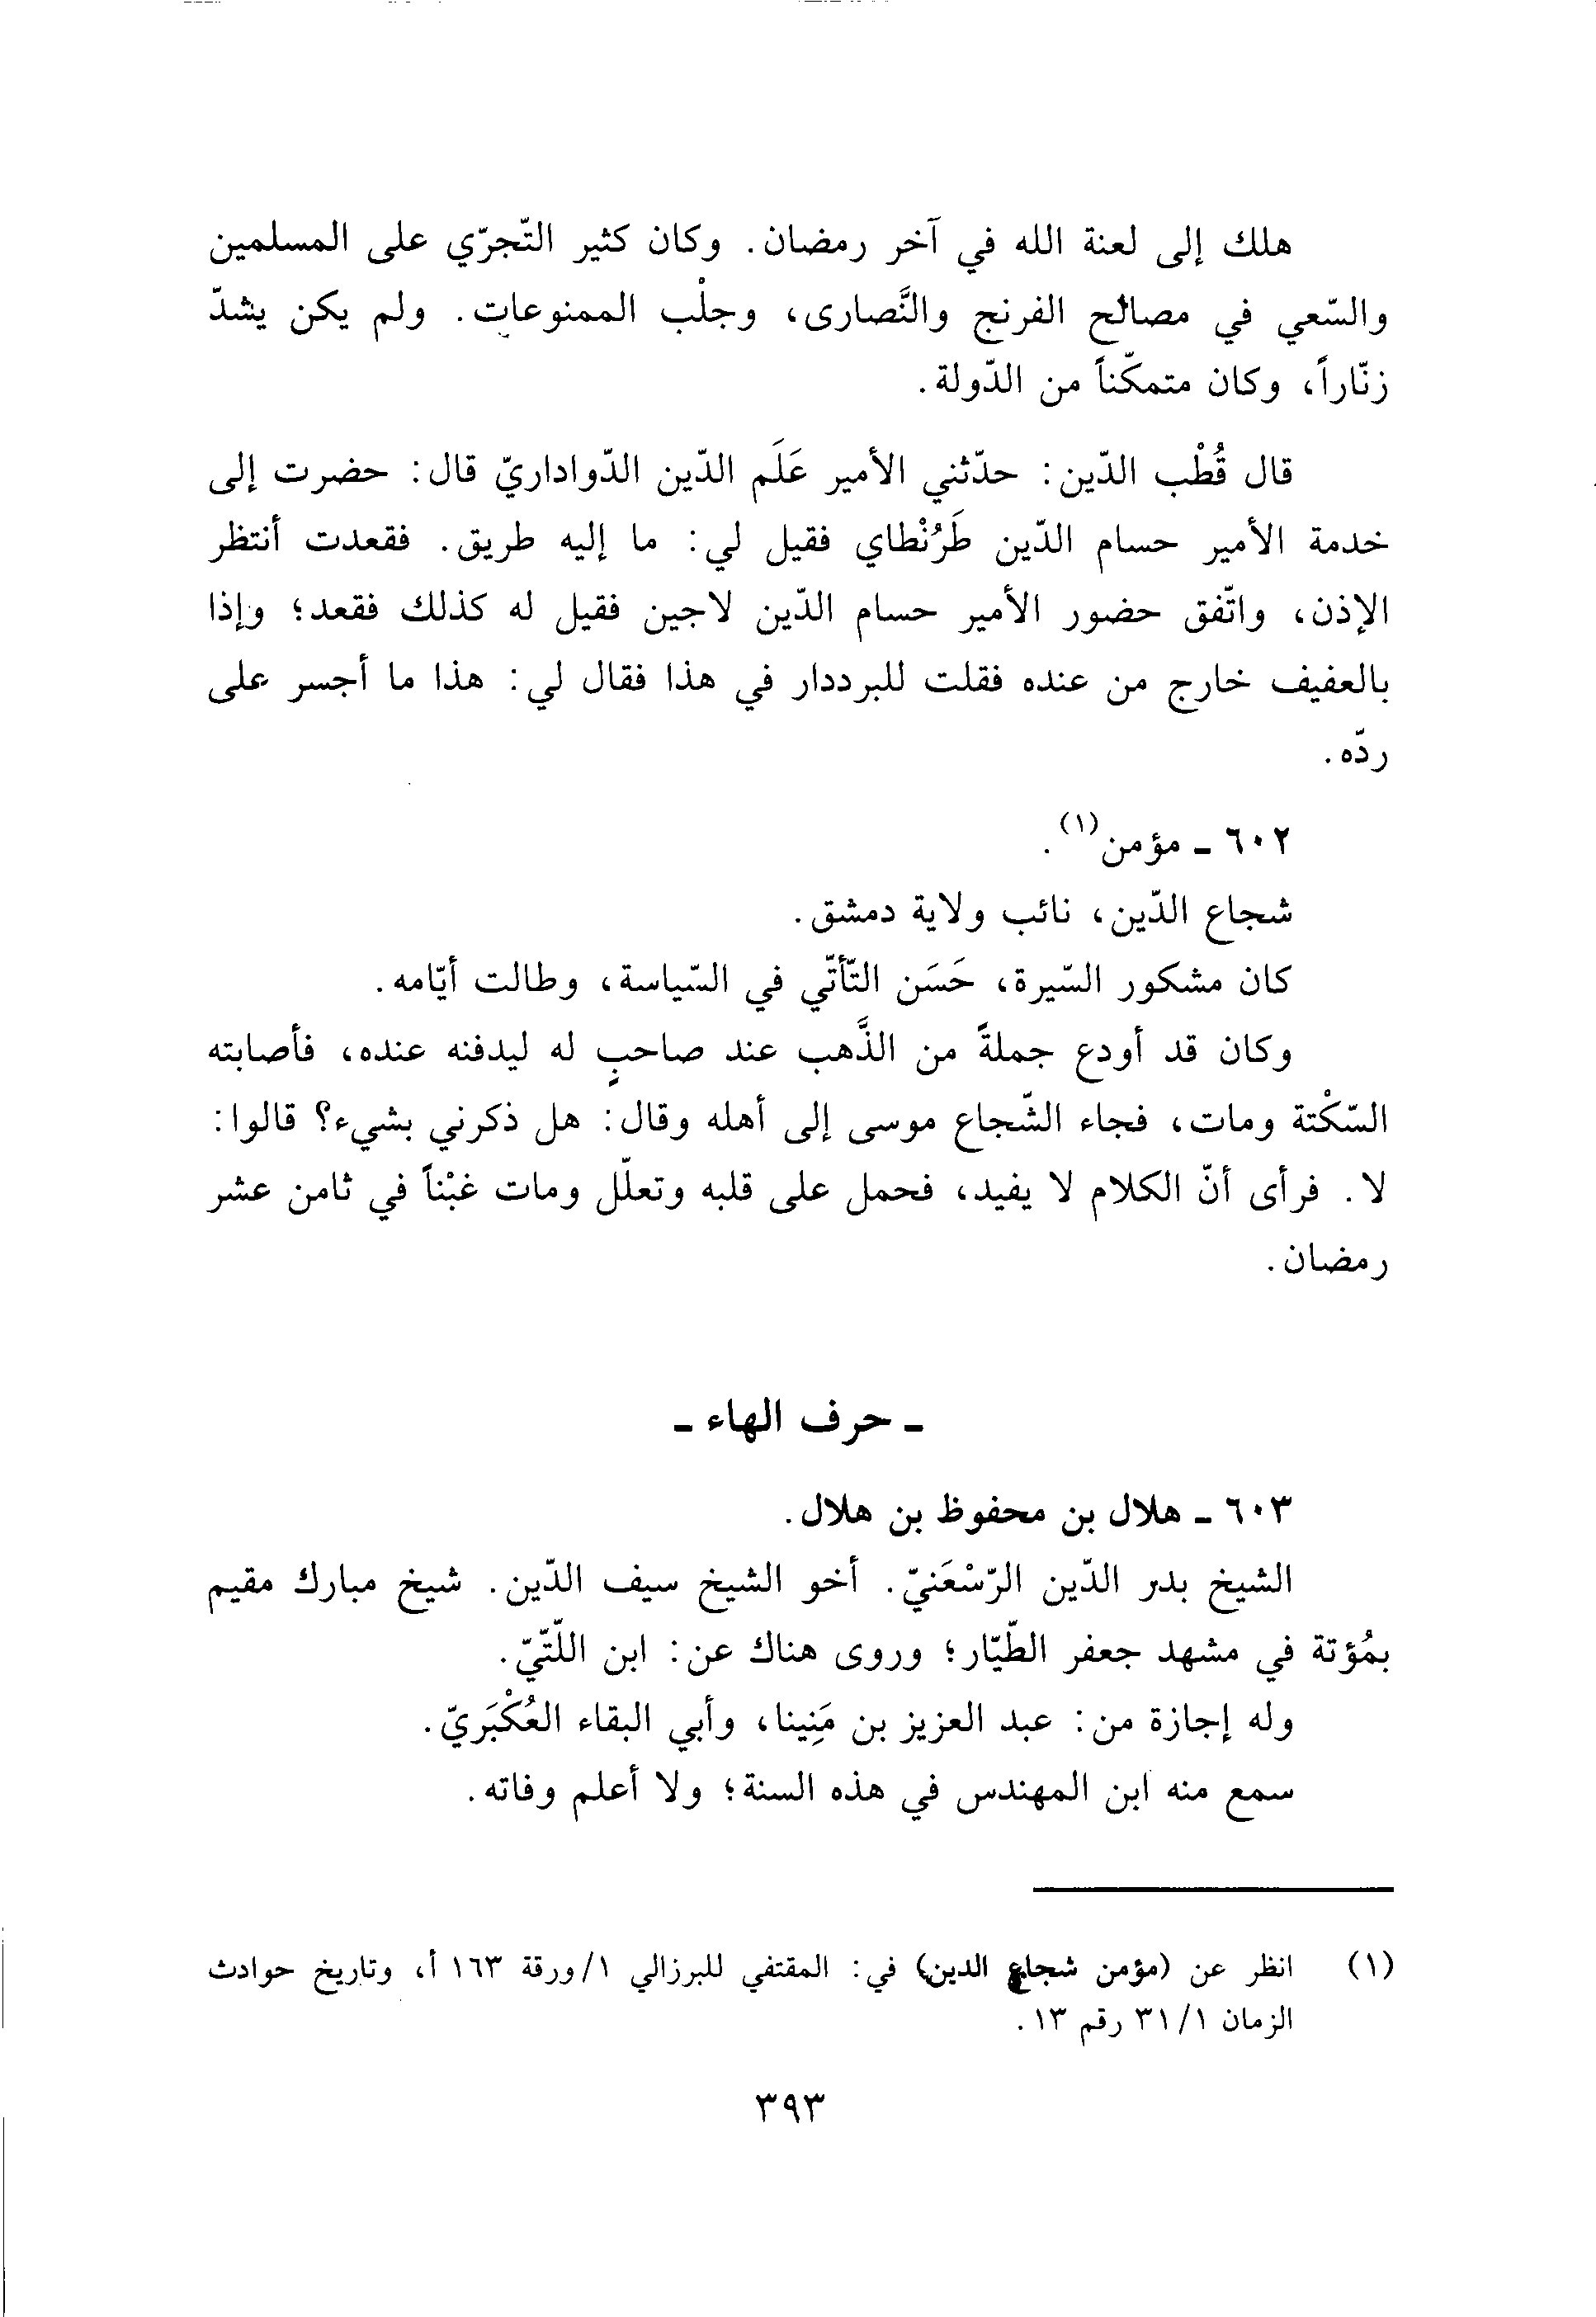 هلك إلى لعنة الله في آخر رمضان. وكان كثير التّجرّي على المسلمين
والسّعي في مصالح الفرنج والنَّصارى، وجلْب الممنوعات. ولم يكن يشدّ
زنّاراً، وكان متمكّناً من الدّولة.
قال قُطْب الدّين: حدّثني الأمير عَلَم الدّين الدّواداريّ قال: حضرت إلى
خدمة الأمير حسام الدّين طَرُنْطاي فقيل لي: ما إليه طريق. فقعدت أنتظر
الإذن، واتّفق حضور الأمير حسام الدّين لاجين فقيل له كذلك فقعد؛ وإذا
بالعفيف خارج من عنده فقلت للبرددار في هذا فقال لي: هذا ما أجسر على
ردّه.
٦٠٢ - مؤمن(١).
شجاع الدّين، نائب ولاية دمشق.
كان مشكور السّيرة، حَسَن التّأتّي في السّياسة، وطالت أيّامه.
وكان قد أودع جملةً من الذَّهب عند صاحبٍ له ليدفنه عنده، فأصابته
السّكْتة ومات، فجاء الشّجاع موسى إلى أهله وقال: هل ذكرني بشيء؟ قالوا:
لا. فرأى أنّ الكلام لا يفيد، فحمل على قلبه وتعلّل ومات غبْناً في ثامن عشر
رمضان.
- حرف الهاء -
٦٠٣ - هلال بن محفوظ بن هلال.
الشيخ بدر الدّين الرّسْعَنيّ. أخو الشيخ سيف الدّين. شيخ مبارك مقيم
بمُؤتة في مشهد جعفر الطّيّار؛ وروى هناك عن: ابن اللّتّيّ.
وله إجازة من: عبد العزيز بن مَنِينا، وأبي البقاء العُكْبَريّ.
سمع منه ابن المهندس في هذه السنة؛ ولا أعلم وفاته.
(١) انظر عن (مؤمن شجاع الدين) في: المقتفي للبرزالي ١/ورقة ١٦٣ أ، وتاريخ حوادث
الزمان ٣١/١ رقم ١٣.
٣٩٣